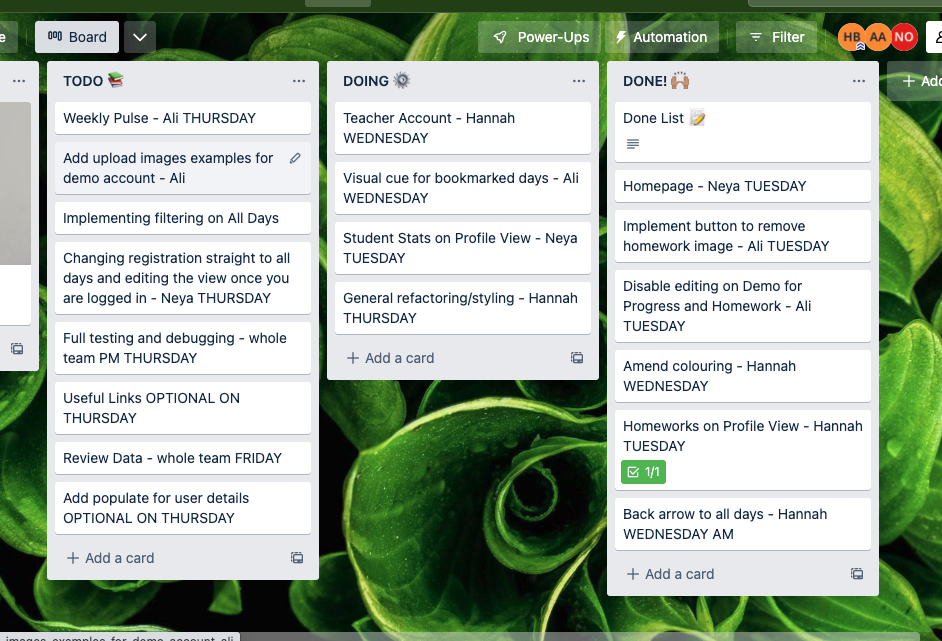 Board
Power-Ups
Automation
Filter
HB
AA
NO
TODO 📚
Weekly Pulse - Ali THURSDAY
Add upload images examples for
demo account - Ali
Implementing filtering on All Days
Changing registration straight to all
days and editing the view once you
are logged in - Neya THURSDAY
Full testing and debugging - whole
team PM THURSDAY
Useful Links OPTIONAL ON
THURSDAY
Review Data - whole team FRIDAY
Add populate for user details
OPTIONAL ON THURSDAY
+ Add a card
DOING ⚙️
Teacher Account - Hannah
WEDNESDAY
Visual cue for bookmarked days - Ali
WEDNESDAY
Student Stats on Profile View - Neya
TUESDAY
General refactoring/styling - Hannah
THURSDAY
+ Add a card
DONE! 🙌🏽
Done List 📝
Homepage - Neya TUESDAY
Implement button to remove
homework image - Ali TUESDAY
Disable editing on Demo for
Progress and Homework - Ali
TUESDAY
Amend colouring - Hannah
WEDNESDAY
Homeworks on Profile View - Hannah
TUESDAY
1/1
Back arrow to all days - Hannah
WEDNESDAY AM
+ Add a card
+ Add